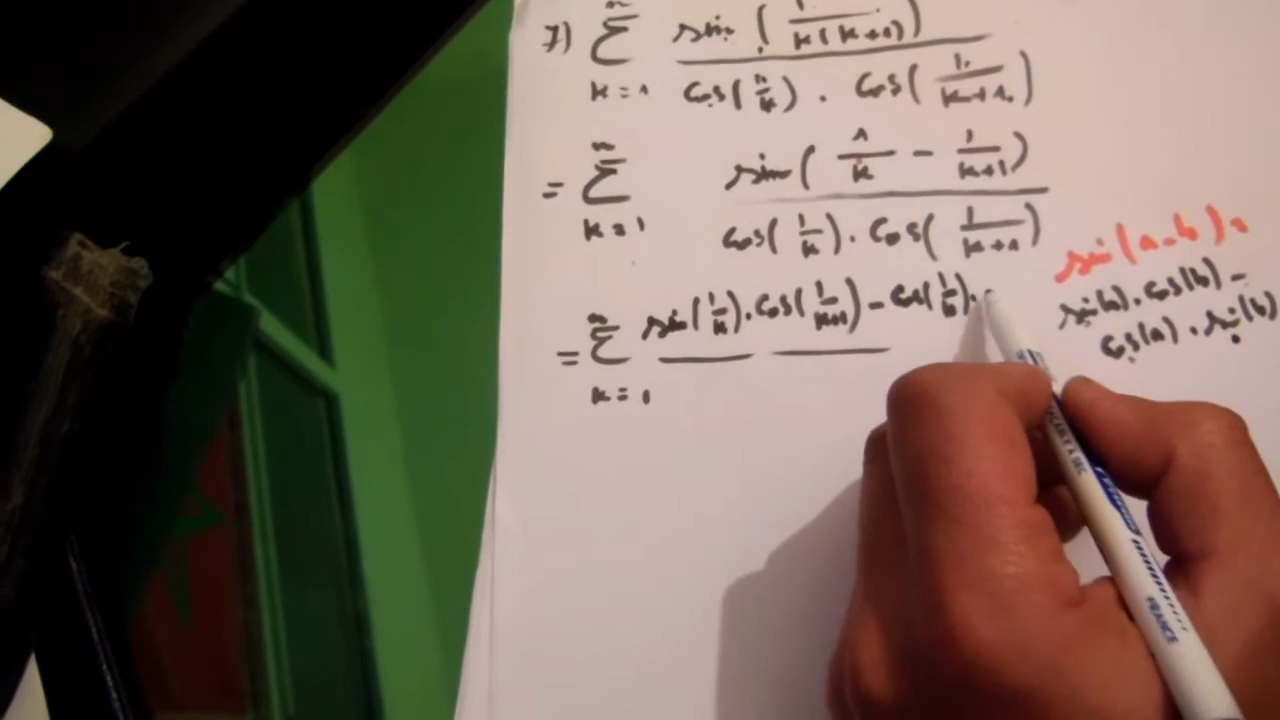 7) n
Σ
k=1 sin(1/k(k+1)) / cos(1/k) . cos(1/k+1)
= n
Σ
k=1 sin(1/k - 1/k+1) / cos(1/k) . cos(1/k+1)
= n
Σ
k=1 sin(1/k).cos(1/k+1) - cos(1/k).
sin(a-b)=
sin(a).cos(b) -
cos(a).sin(b)
FRANCE